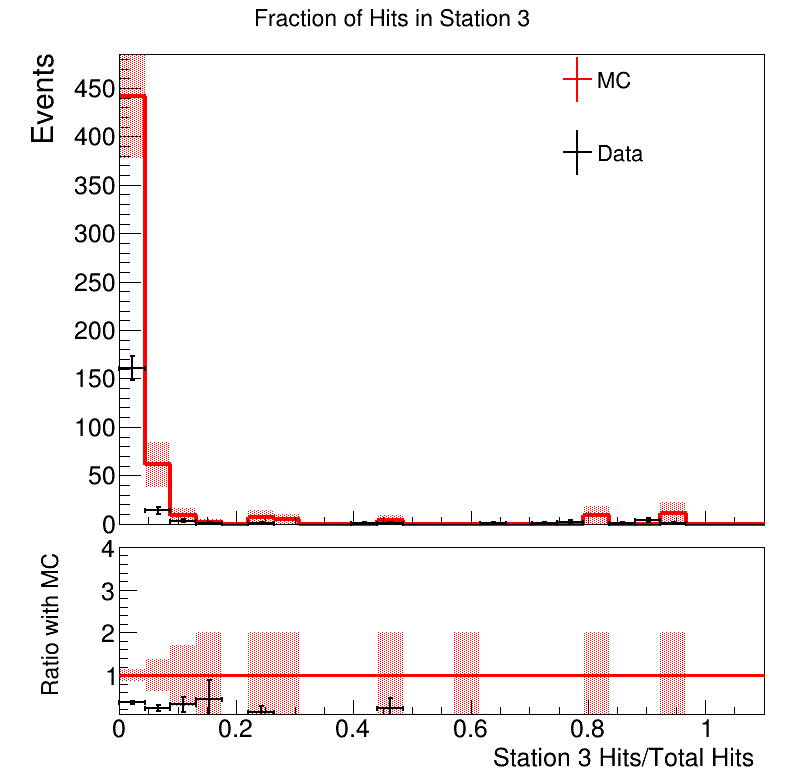 Fraction of Hits in Station 3
Events
450
400
350
300
250
200
150
100
50
0
MC
Data
Ratio with MC
4
3
2
1
0 0.2 0.4 0.6 0.8 1
Station 3 Hits/Total Hits